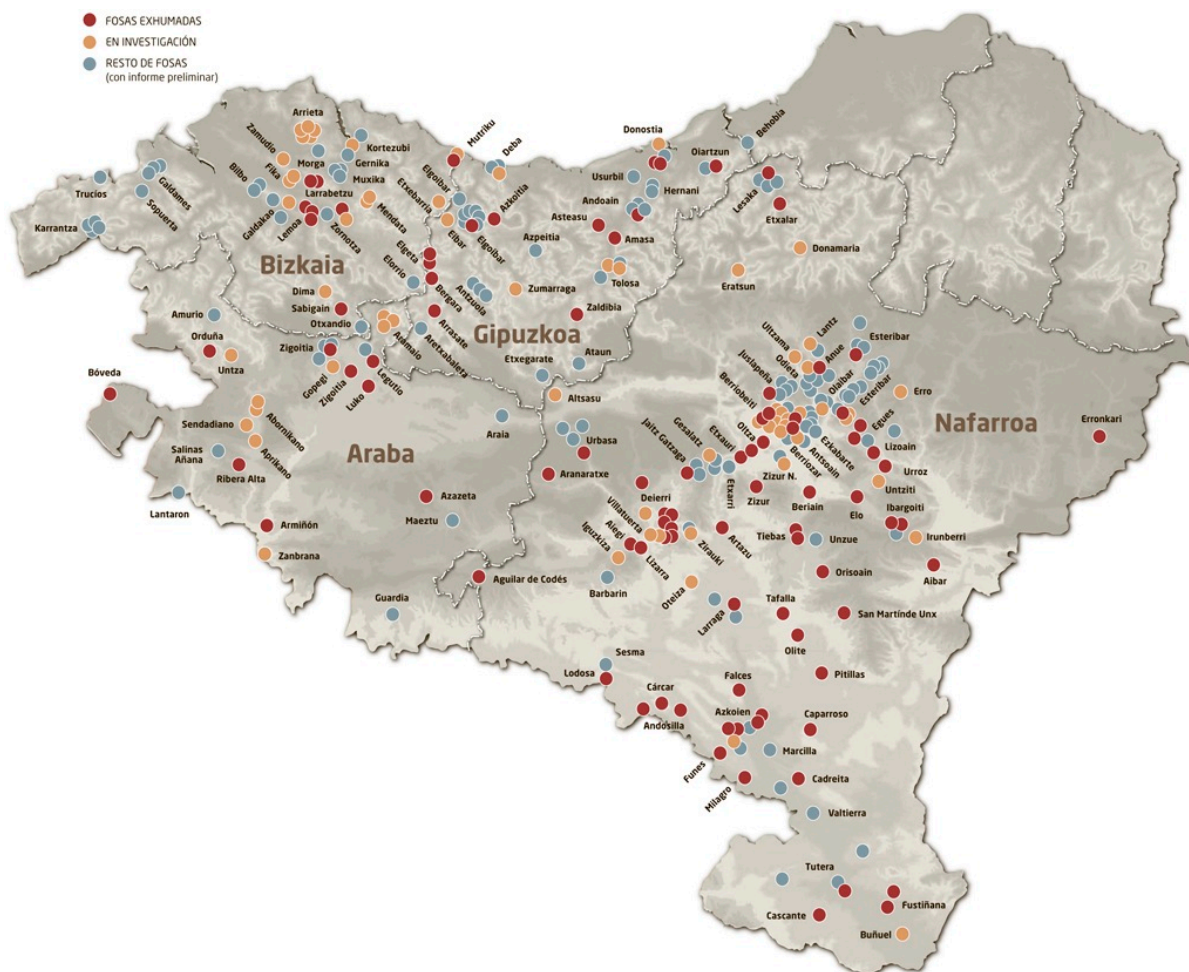 FOSAS EXHUMADAS
EN INVESTIGACIÓN
RESTO DE FOSAS
(con informe preliminar)
Arrieta
Zamudio
Kortezubi
Mutriku
Deba
Donostia
Behobia
Oiartzun
Morga
Gernika
Fika
Muxika
Bilbo
Larrabetzu
Galdames
Trucios
Sopuerta
Karrantza
Galdakao
Lemoa
Zornotza
Mendata
Etxebarria
Elgoibar
Azkoitia
Eibar
Elgoibar
Usurbil
Hernani
Andoain
Asteasu
Amasa
Lesaka
Etxalar
Donamaria
Eratsun
Azpeitia
Tolosa
Elgeta
Elorrio
Bizkaia
Dima
Sabigain
Otxandio
Bergara
Antzuola
Zumarraga
Zaldibia
Gipuzkoa
Aramaio
Arrasate
Aretxabaleta
Etxegarate
Ataun
Amurio
Orduña
Untza
Zigoitia
Gopegi
Zigoitia
Luko
Legutio
Bóveda
Altsasu
Araia
Urbasa
Aranaratxe
Sendadiano
Abornikano
Aprikano
Salinas
Añana
Ribera Alta
Lantaron
Araba
Azazeta
Maeztu
Armiñón
Zanbrana
Aguilar de Codés
Guardia
Ultzama
Lantz
Esteribar
Odieta
Anue
Juslapeña
Olaibar
Esteribar
Erro
Berriobeiti
Egues
Nafarroa
Erronkari
Lizoain
Ezkabarte
Antsoain
Berriozar
Oltza
Etxauri
Gesalatz
Jaitz Gatzaga
Etxarri
Zizur N.
Zizur
Urroz
Untziti
Beriain
Elo
Ibargoiti
Irunberri
Deierri
Villatuerta
Alegi
Iguzkiza
Lizarra
Zirauki
Artazu
Tiebas
Unzue
Orisoain
Aibar
Barbarin
Oteiza
Larraga
Tafalla
San Martínde Unx
Olite
Pitillas
Sesma
Lodosa
Cárcar
Andosilla
Falces
Azkoien
Caparroso
Marcilla
Funes
Milagro
Cadreita
Valtierra
Tutera
Fustiñana
Cascante
Buñuel